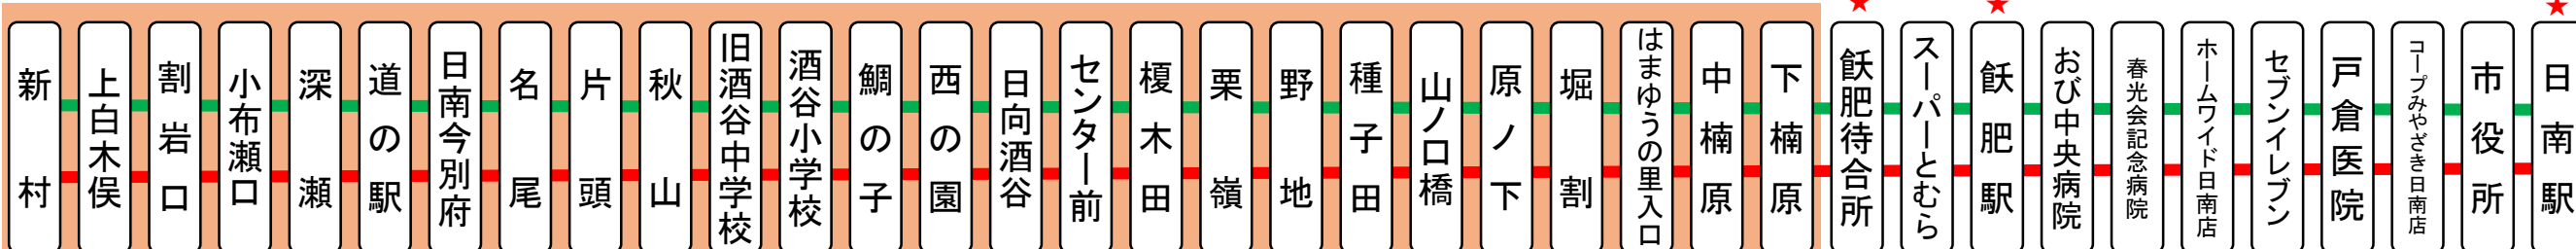 新村
上白木俣
割岩口
小布瀬口
深瀬
道の駅
日南今別府
名尾
片頭
秋山
旧酒谷中学校
酒谷小学校
鯛の子
西の園
日向酒谷
センター前
榎木田
栗嶺
野地
種子田
山ノ口橋
原ノ下
堀割
はまゆうの里入口
中楠原
下楠原
飫肥待合所
スーパーとむら
飫肥駅
おび中央病院
春光会記念病院
ホームワイド日南店
セブンイレブン
戸倉医院
コープみやざき日南店
市役所
日南駅